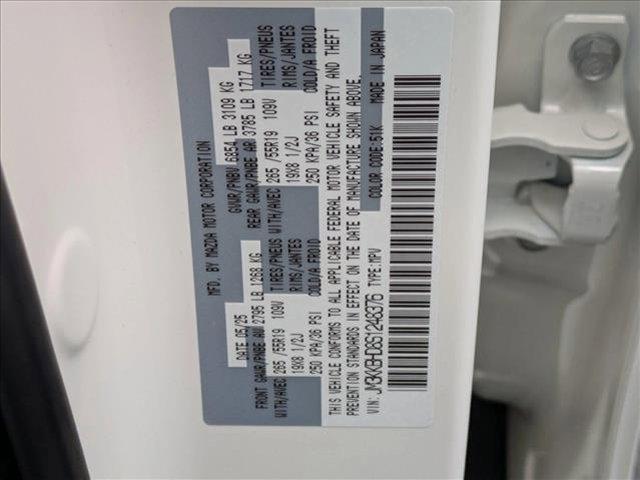 MFD. BY MAZDA MOTOR CORPORATION
DATE 05/25 GVWR/PNBV 6854 LB 3109 KG
FRONT GAWR/PNBE AV 2795 LB 1268 KG REAR GAWR/PNBE AR 3785 LB 1717 KG
WITH/AVEC TIRES/PNEUS WITH/AVEC TIRES/PNEUS
265 /55R19 109V RIMS/JANTES 265 /55R19 109V RIMS/JANTES
19X8 1/2J COLD/A FROID 19X8 1/2J COLD/A FROID
250 KPA/36 PSI 250 KPA/36 PSI
THIS VEHICLE CONFORMS TO ALL APPLICABLE FEDERAL MOTOR VEHICLE SAFETY AND THEFT
PREVENTION STANDARDS IN EFFECT ON THE DATE OF MANUFACTURE SHOWN ABOVE.
VIN: JM3KKBHD8S1248376 TYPE:MPV COLOR CODE:51K MADE IN JAPAN